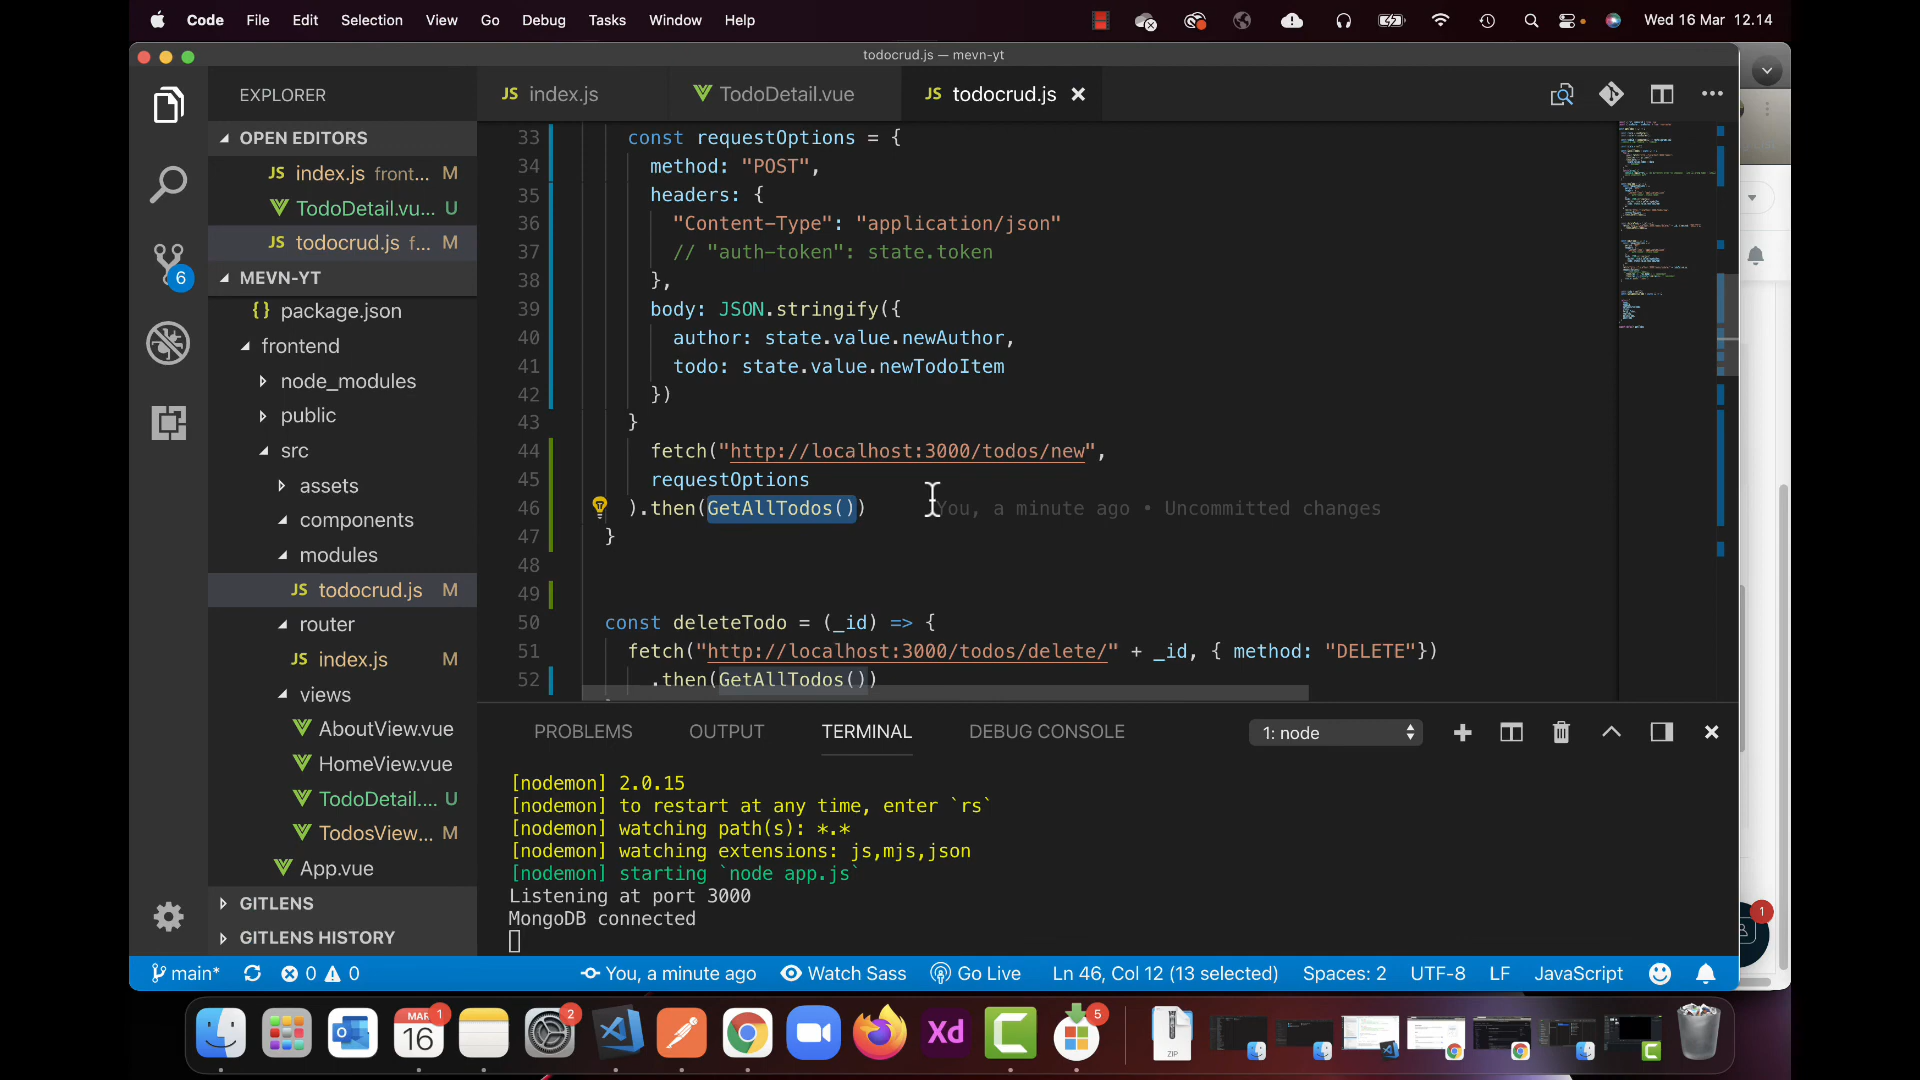 Code File Edit Selection View Go Debug Tasks Window Help Wed 16 Mar 12.14
todocrud.js — mevn-yt
EXPLORER
JS index.js
TodoDetail.vue
JS todocrud.js
OPEN EDITORS
JS index.js front... M
TodoDetail.vu... U
JS todocrud.js f... M
MEVN-YT
{} package.json
frontend
node_modules
public
src
assets
components
modules
JS todocrud.js M
router
JS index.js M
views
AboutView.vue
HomeView.vue
TodoDetail.... U
TodosView... M
App.vue
GITLENS
GITLENS HISTORY
6
33 const requestOptions = {
34 method: "POST",
35 headers: {
36 "Content-Type": "application/json"
37 // "auth-token": state.token
38 },
39 body: JSON.stringify({
40 author: state.value.newAuthor,
41 todo: state.value.newTodoItem
42 })
43 }
44 fetch("http://localhost:3000/todos/new",
45 requestOptions
46 ).then(GetAllTodos()) You, a minute ago • Uncommitted changes
47 }
48
49
50 const deleteTodo = (_id) => {
51 fetch("http://localhost:3000/todos/delete/" + _id, { method: "DELETE"})
52 .then(GetAllTodos())
PROBLEMS OUTPUT TERMINAL DEBUG CONSOLE 1: node
[nodemon] 2.0.15
[nodemon] to restart at any time, enter `rs`
[nodemon] watching path(s): *.*
[nodemon] watching extensions: js,mjs,json
[nodemon] starting `node app.js`
Listening at port 3000
MongoDB connected
main* 0 0 You, a minute ago Watch Sass Go Live Ln 46, Col 12 (13 selected) Spaces: 2 UTF-8 LF JavaScript
1
MAR 1
16
2
Xd
5
ZIP